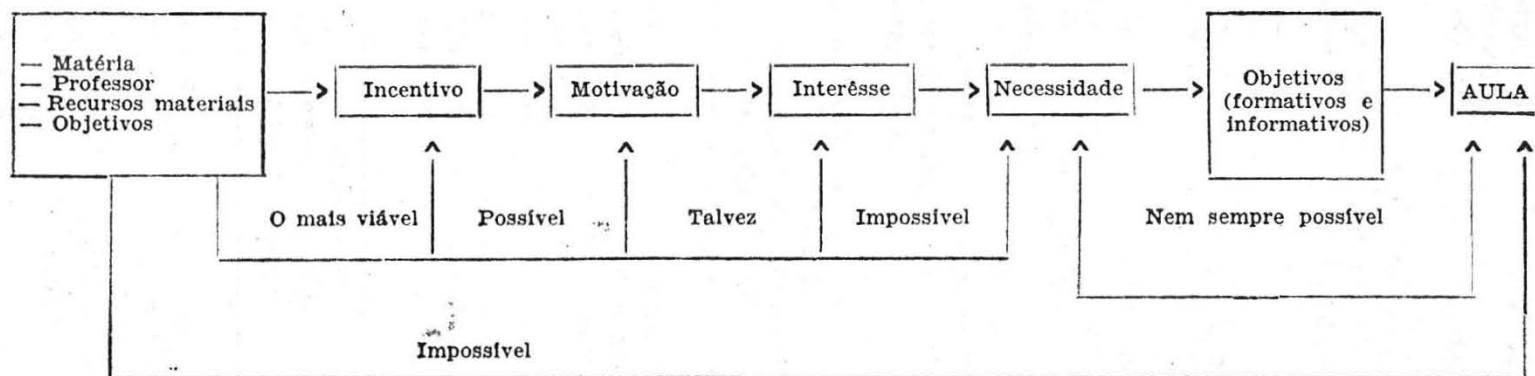 — Matéria
— Professor
— Recursos materiais
— Objetivos
Incentivo
Motivação
Interêsse
Necessidade
Objetivos
(formativos e
informativos)
AULA
O mais viável
Possível
Talvez
Impossível
Nem sempre possível
Impossível